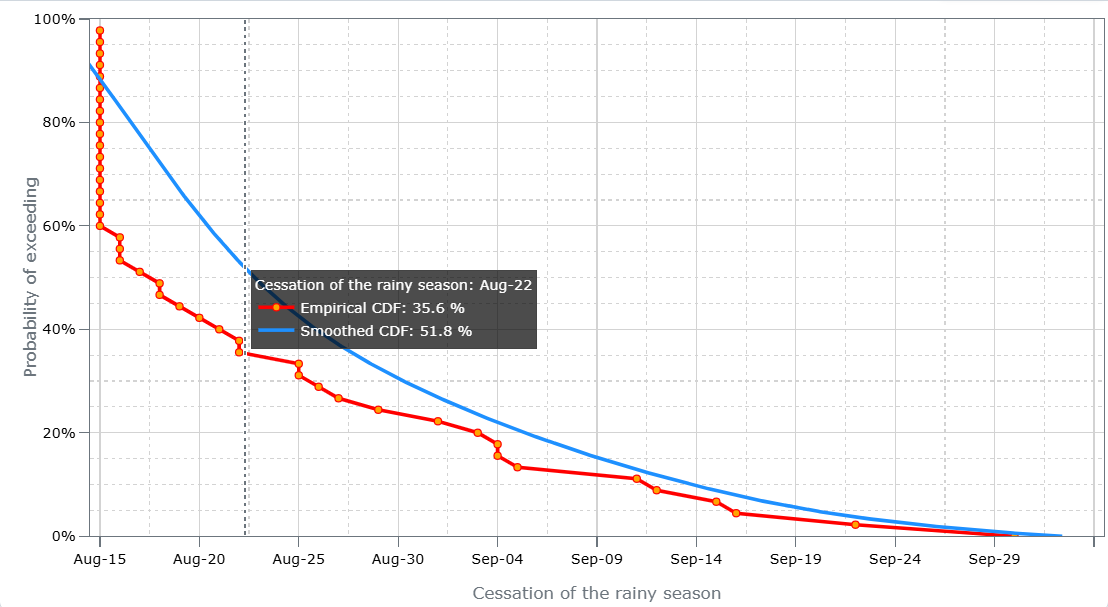 100%
80%
60%
40%
20%
0%
Probability of exceeding
Cessation of the rainy season: Aug-22
Empirical CDF: 35.6 %
Smoothed CDF: 51.8 %
Aug-15 Aug-20 Aug-25 Aug-30 Sep-04 Sep-09 Sep-14 Sep-19 Sep-24 Sep-29
Cessation of the rainy season